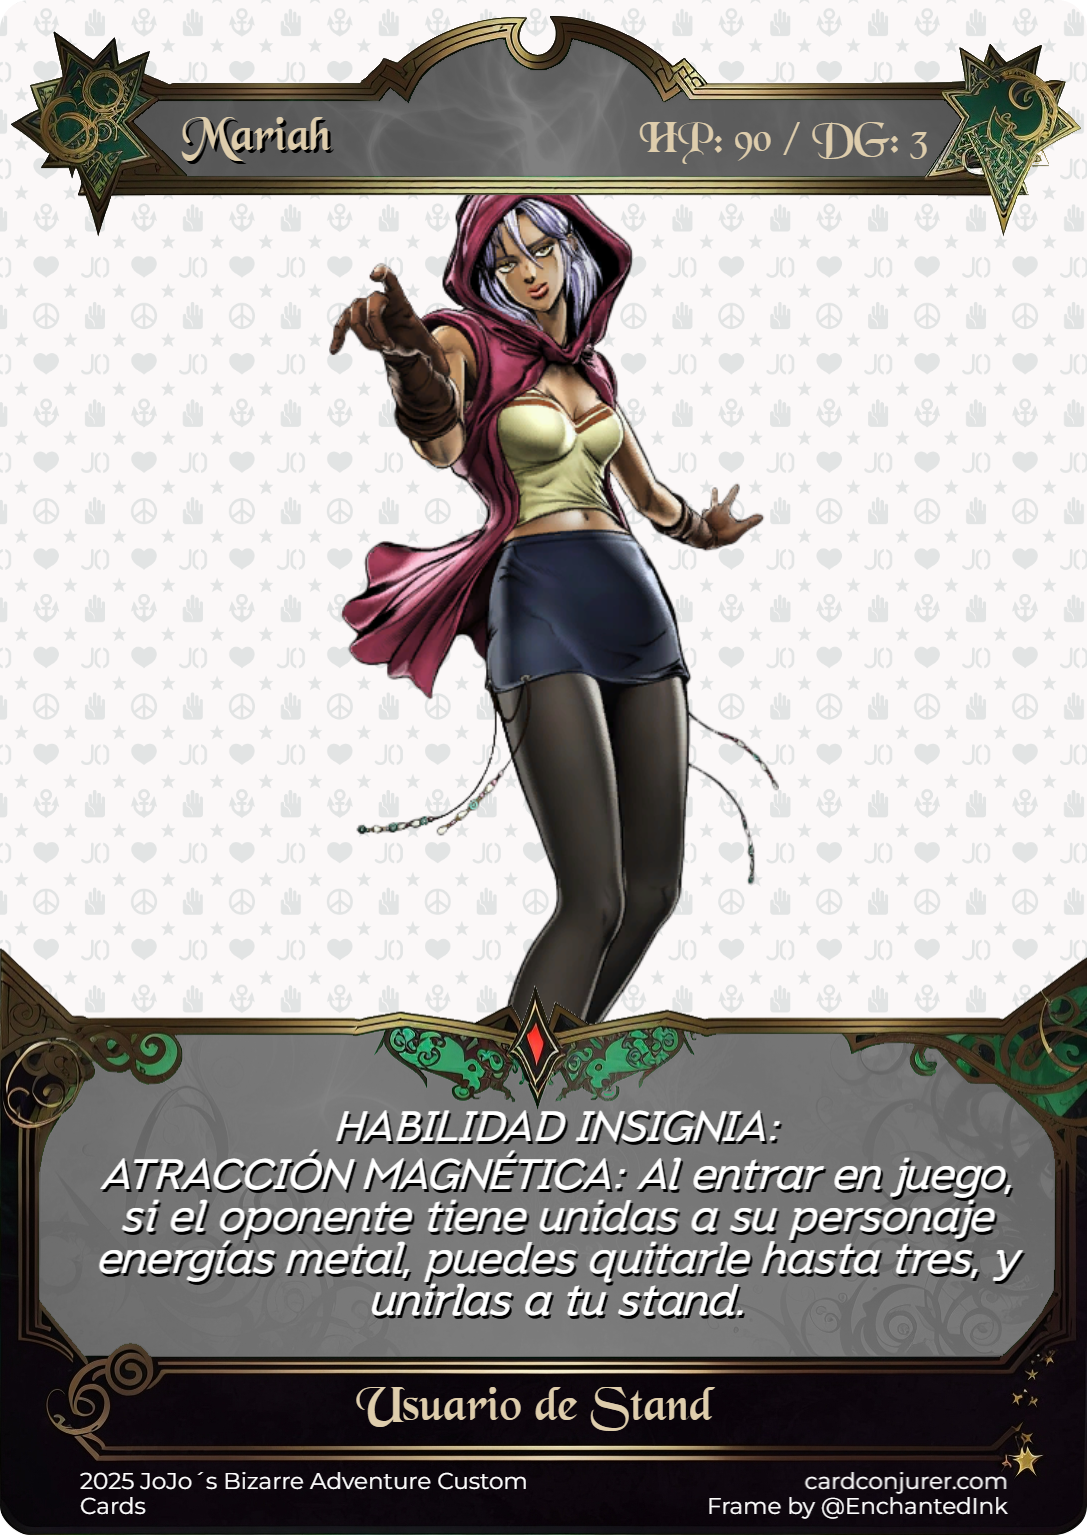 Mariah HP: 90 / DG: 3
HABILIDAD INSIGNIA:
ATRACCIÓN MAGNÉTICA: Al entrar en juego,
si el oponente tiene unidas a su personaje
energías metal, puedes quitarle hasta tres, y
unirlas a tu stand.
Usuario de Stand
2025 JoJo´s Bizarre Adventure Custom
Cards
cardconjurer.com
Frame by @EnchantedInk